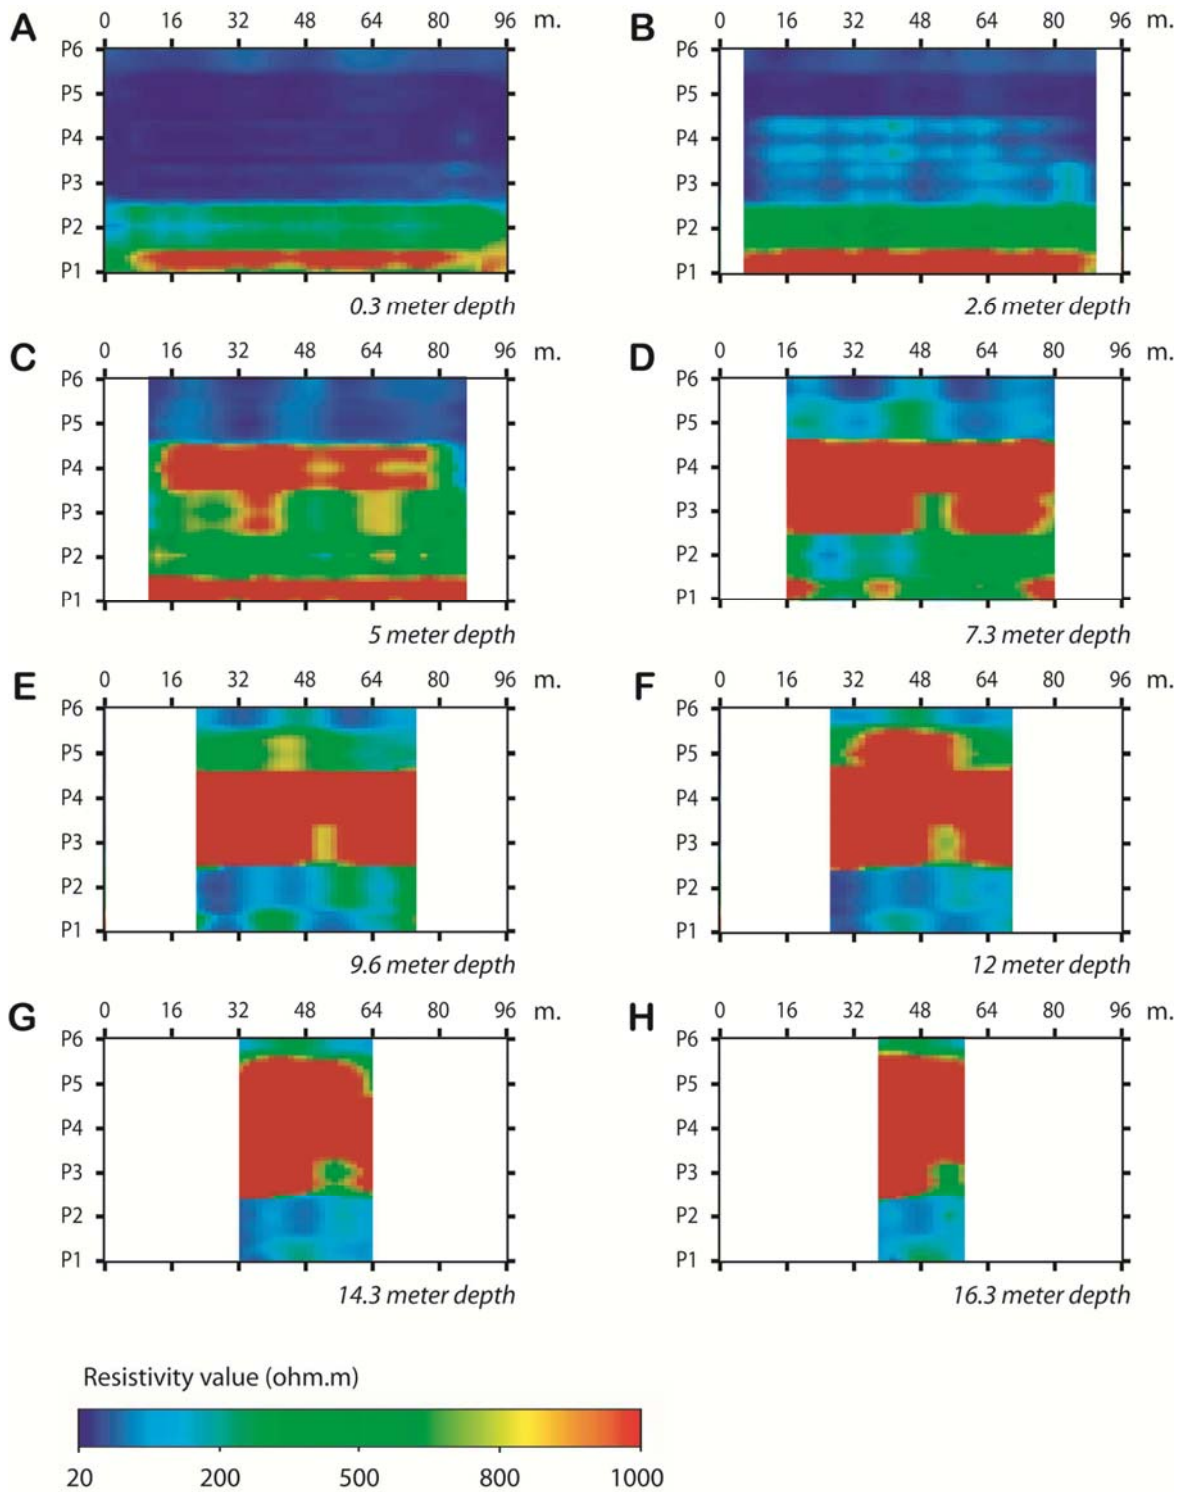 A 0 16 32 48 64 80 96 m. B 0 16 32 48 64 80 96 m.
P6 P6
P5 P5
P4 P4
P3 P3
P2 P2
P1 P1
0.3 meter depth 2.6 meter depth
C 0 16 32 48 64 80 96 m. D 0 16 32 48 64 80 96 m.
P6 P6
P5 P5
P4 P4
P3 P3
P2 P2
P1 P1
5 meter depth 7.3 meter depth
E 0 16 32 48 64 80 96 m. F 0 16 32 48 64 80 96 m.
P6 P6
P5 P5
P4 P4
P3 P3
P2 P2
P1 P1
9.6 meter depth 12 meter depth
G 0 16 32 48 64 80 96 m. H 0 16 32 48 64 80 96 m.
P6 P6
P5 P5
P4 P4
P3 P3
P2 P2
P1 P1
14.3 meter depth 16.3 meter depth
Resistivity value (ohm.m)
20 200 500 800 1000